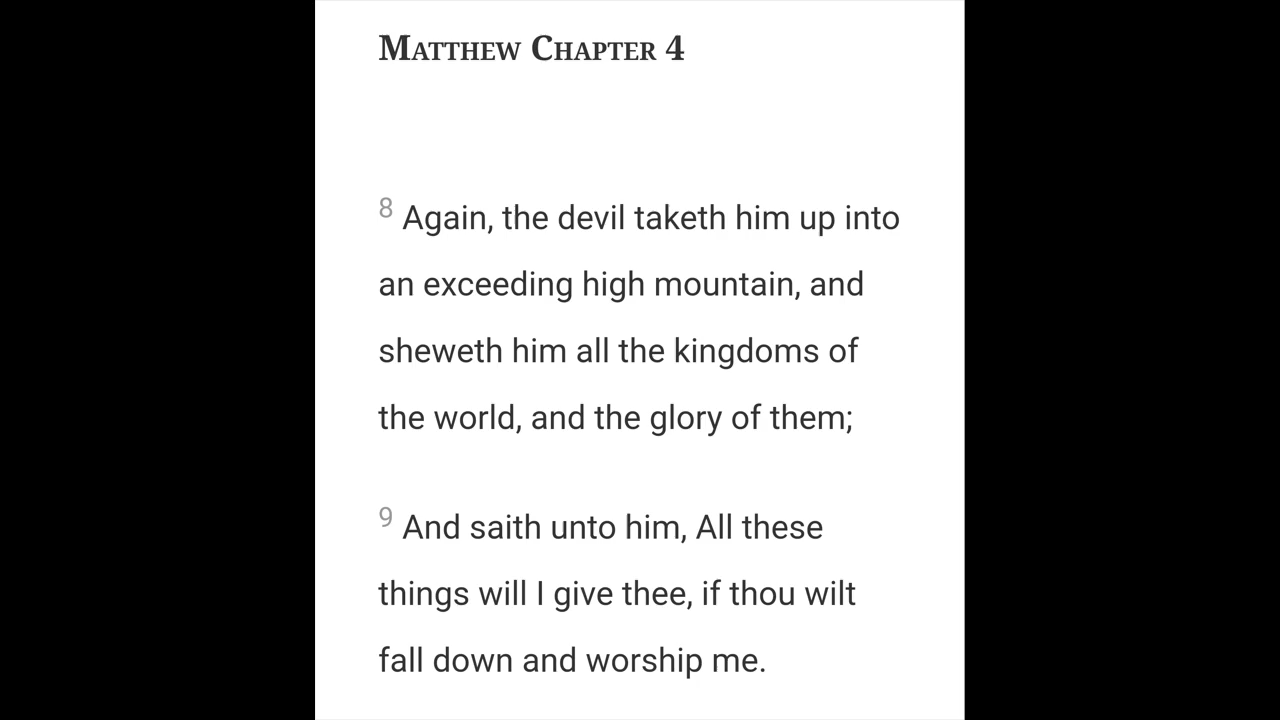 Matthew Chapter 4
8 Again, the devil taketh him up into
an exceeding high mountain, and
sheweth him all the kingdoms of
the world, and the glory of them;
9 And saith unto him, All these
things will I give thee, if thou wilt
fall down and worship me.